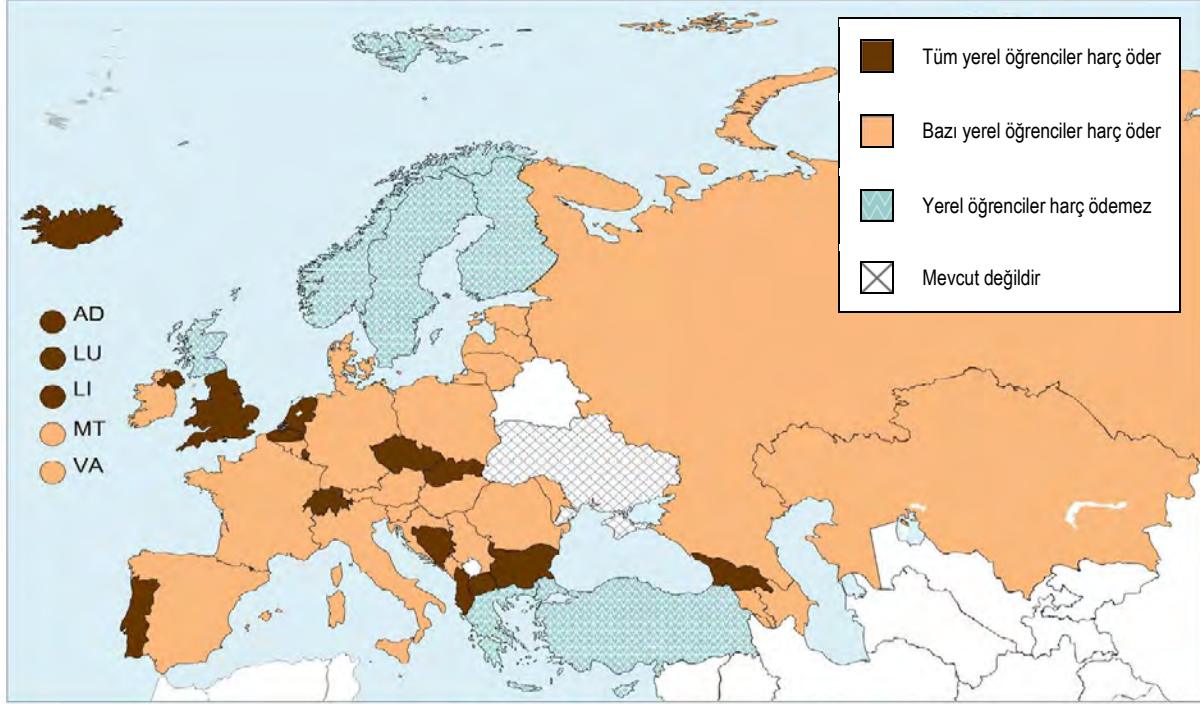 Tüm yerel öğrenciler harç öder
Bazı yerel öğrenciler harç öder
Yerel öğrenciler harç ödemez
Mevcut değildir
AD
LU
LI
MT
VA